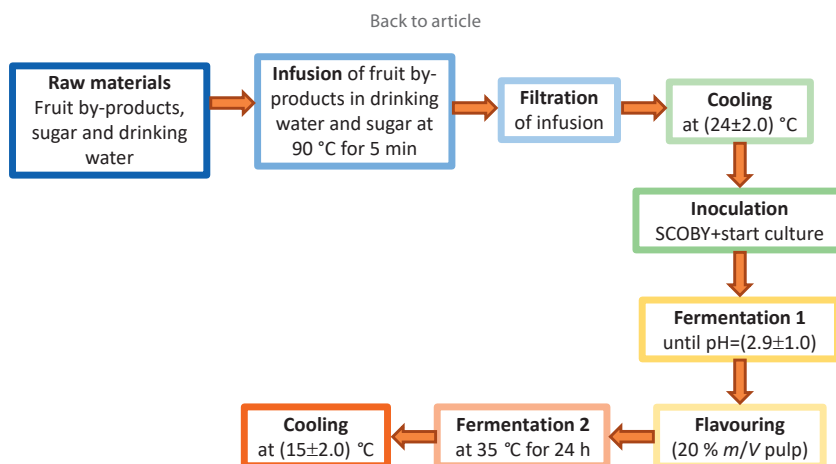 Back to article
Raw materials
Fruit by-products,
sugar and drinking
water
Infusion of fruit by-
products in drinking
water and sugar at
90 °C for 5 min
Filtration
of infusion
Cooling
at (24±2.0) °C
Inoculation
SCOBY+start culture
Fermentation 1
until pH=(2.9±1.0)
Flavouring
(20 % m/V pulp)
Fermentation 2
at 35 °C for 24 h
Cooling
at (15±2.0) °C